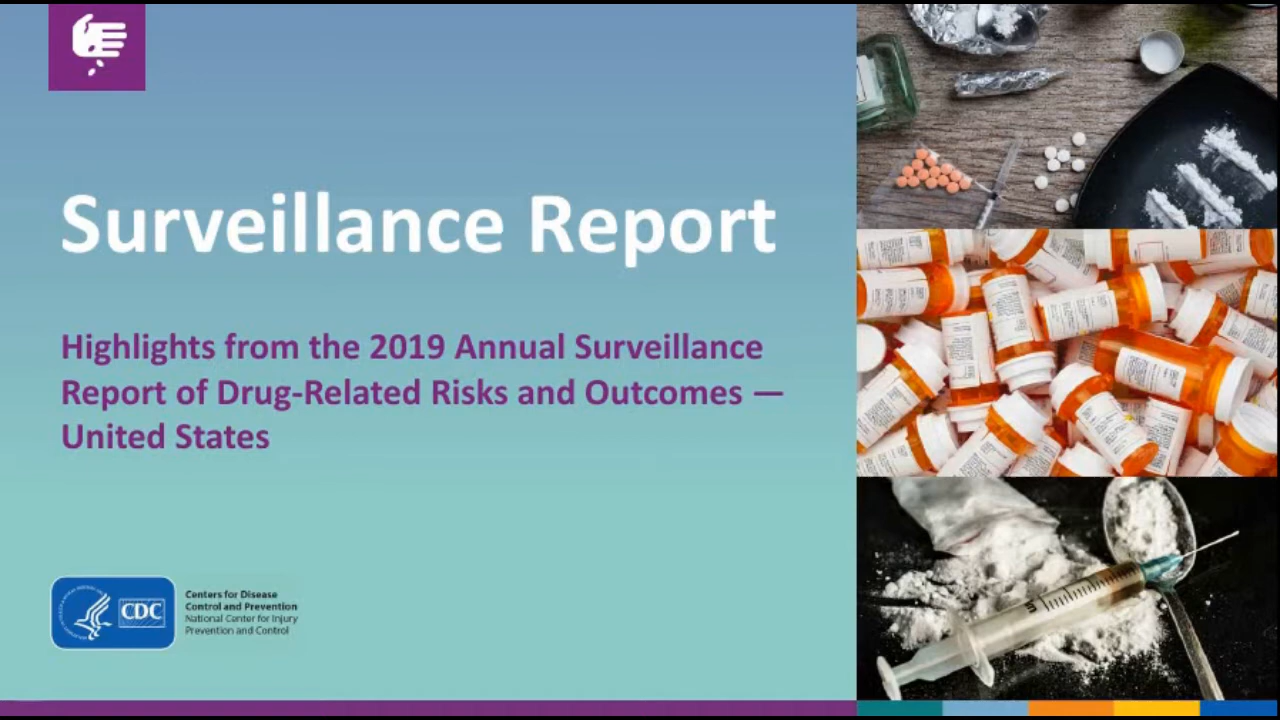 Surveillance Report
Highlights from the 2019 Annual Surveillance
Report of Drug-Related Risks and Outcomes —
United States
CDC
Centers for Disease
Control and Prevention
National Center for Injury
Prevention and Control